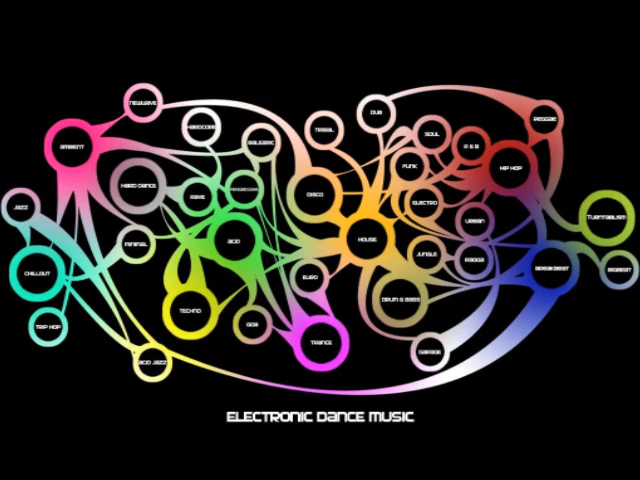 NEWWAVE
DUB
REGGAE
HARDCORE
TRIBAL
SOUL
BALEARIC
AMBIENT
R & B
FUNK
HIP HOP
HARD DANCE
RAVE
PROGRESSIVE
DISCO
ELECTRO
JAZZ
URBAN
TURNTABLISM
ACID
HOUSE
MINIMAL
JUNGLE
RAGGA
BREAKBEAT
BIGBEAT
CHILLOUT
EURO
DRUM & BASS
TECHNO
GOA
TRIP HOP
TRANCE
GARAGE
ACID JAZZ
ELECTRONIC DANCE MUSIC